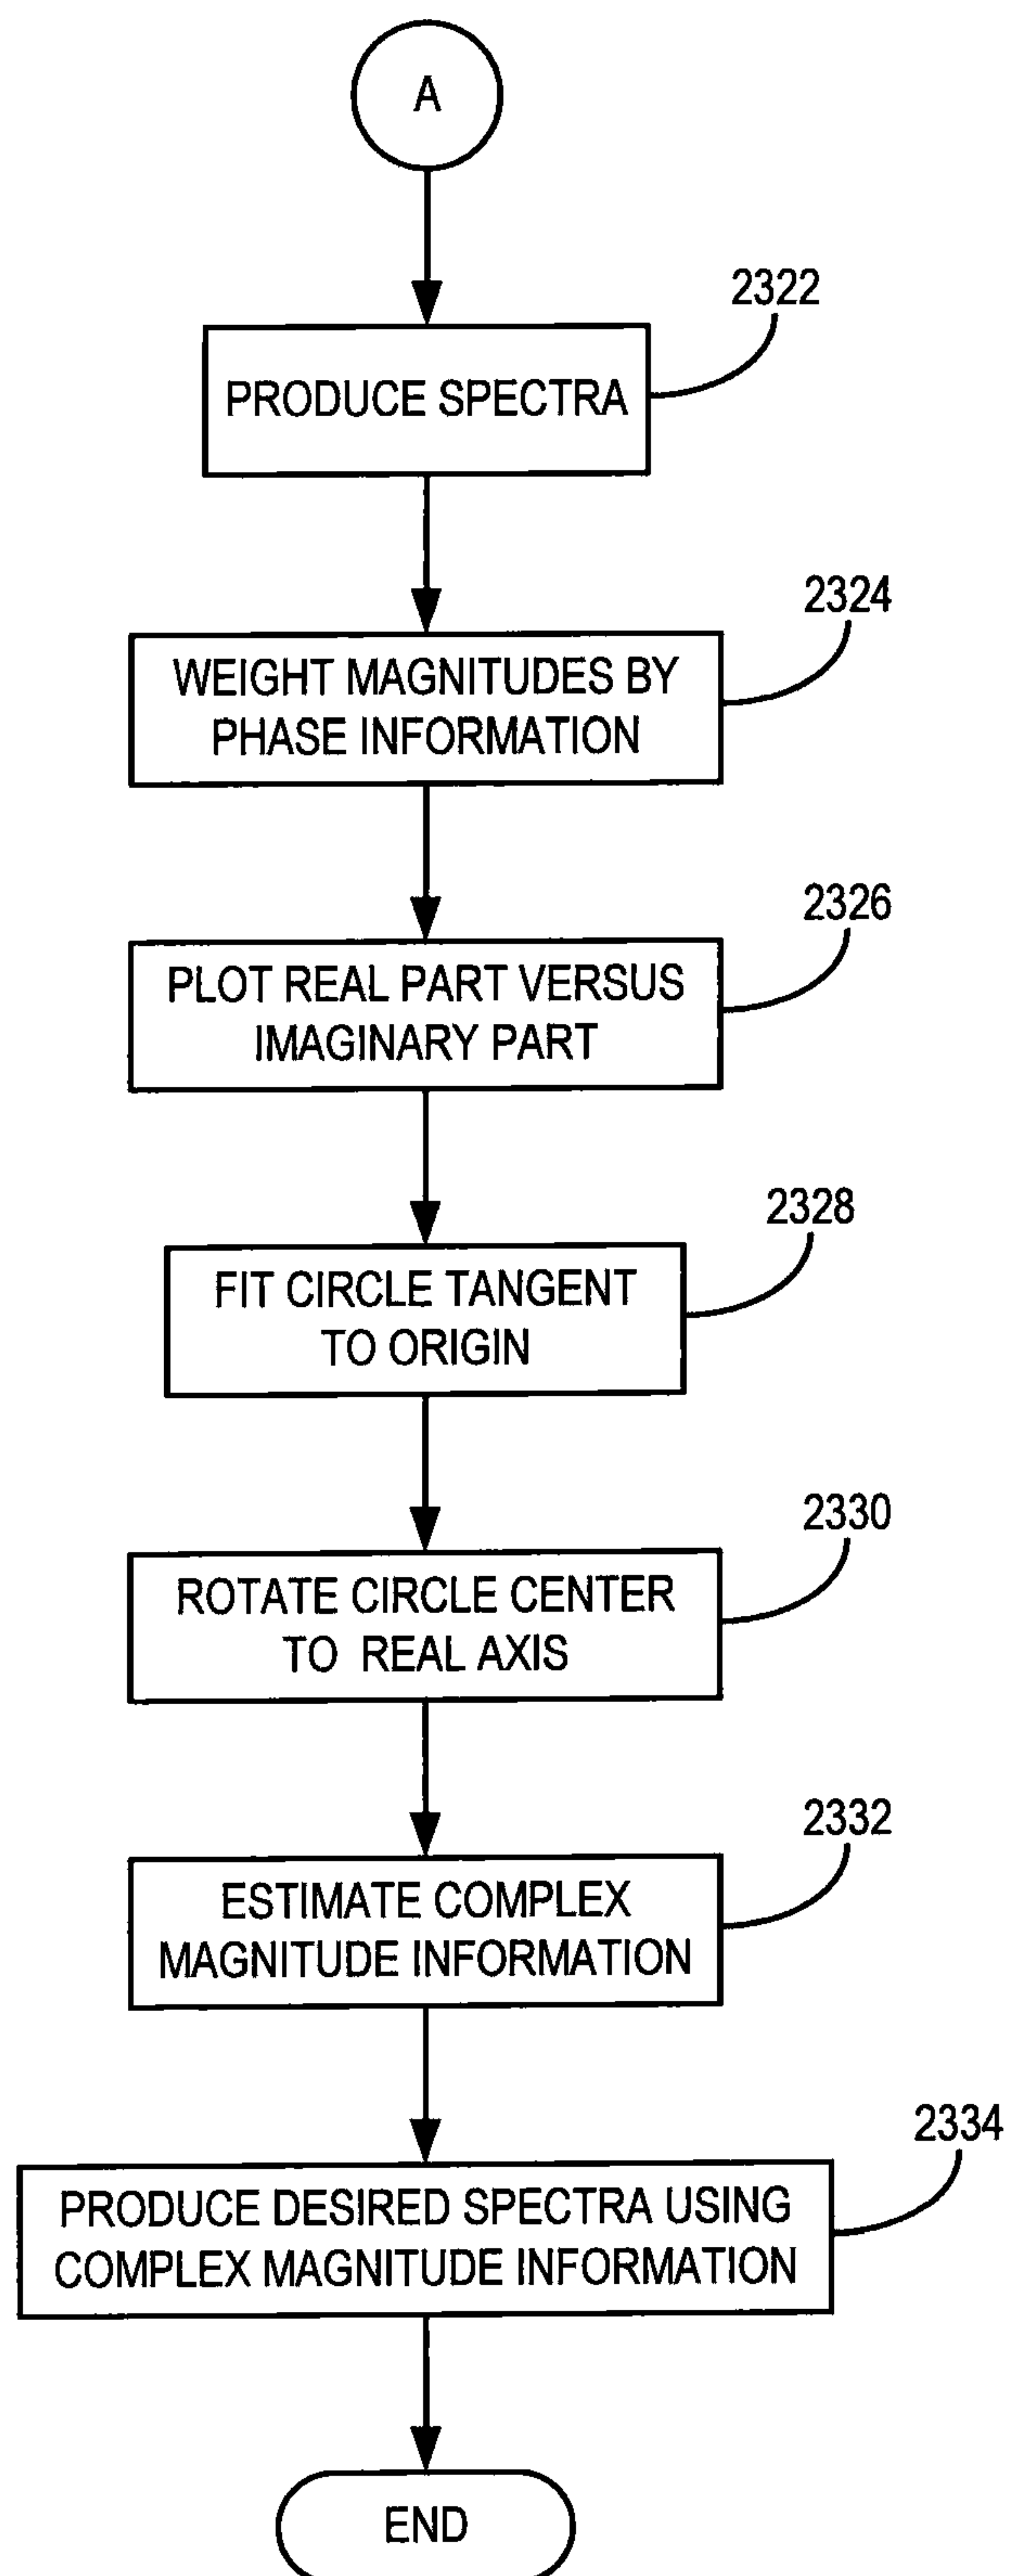 A
2322
PRODUCE SPECTRA
2324
WEIGHT MAGNITUDES BY
PHASE INFORMATION
2326
PLOT REAL PART VERSUS
IMAGINARY PART
2328
FIT CIRCLE TANGENT
TO ORIGIN
2330
ROTATE CIRCLE CENTER
TO REAL AXIS
2332
ESTIMATE COMPLEX
MAGNITUDE INFORMATION
2334
PRODUCE DESIRED SPECTRA USING
COMPLEX MAGNITUDE INFORMATION
END